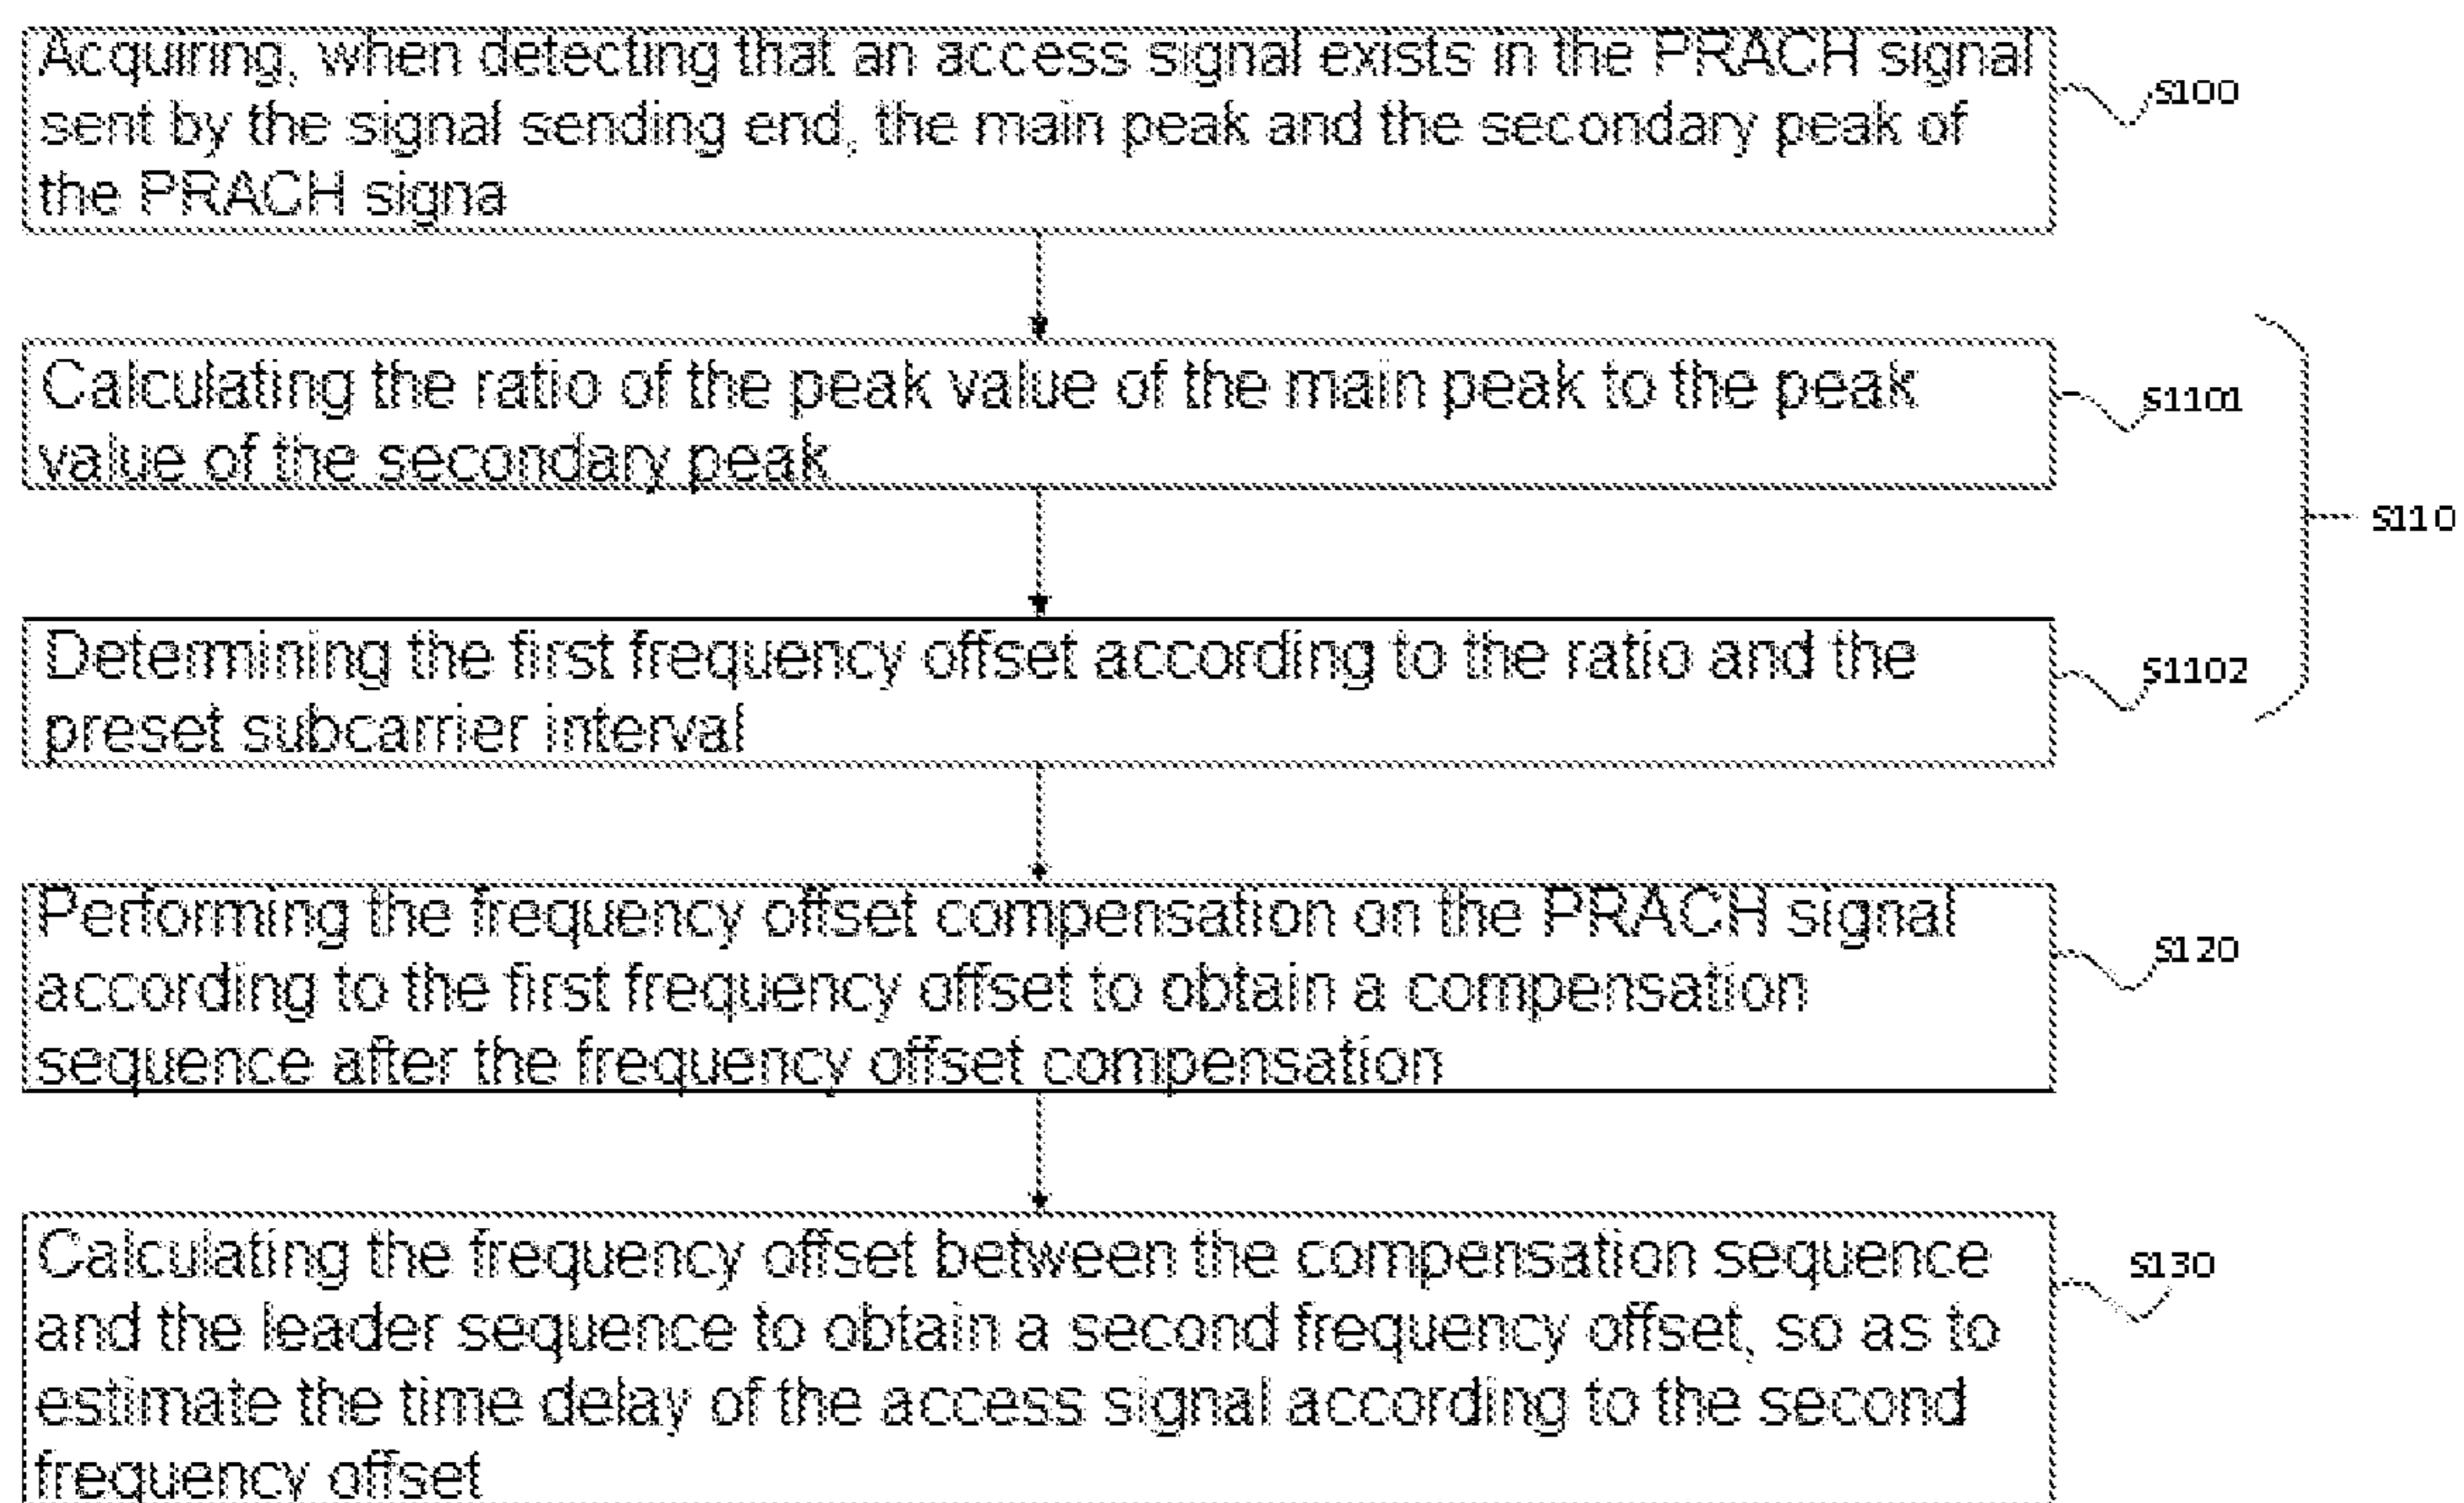 Acquiring, when detecting that an access signal exists in the PRACH signal
sent by the signal sending end, the main peak and the secondary peak of
the PRACH signa
S100
Calculating the ratio of the peak value of the main peak to the peak
value of the secondary peak
S1101
S110
Determining the first frequency offset according to the ratio and the
preset subcarrier interval
S1102
Performing the frequency offset compensation on the PRACH signal
according to the first frequency offset to obtain a compensation
sequence after the frequency offset compensation
S120
Calculating the frequency offset between the compensation sequence
and the leader sequence to obtain a second frequency offset, so as to
estimate the time delay of the access signal according to the second
frequency offset
S130